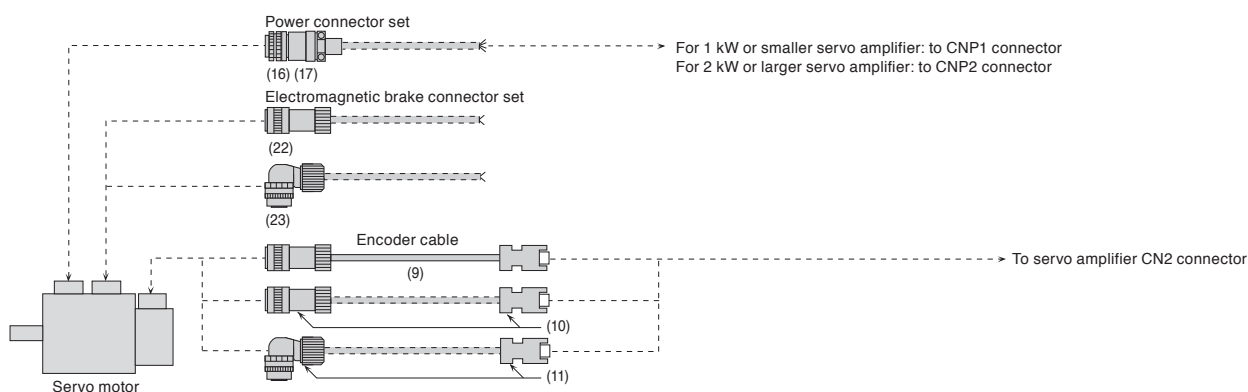 Power connector set
For 1 kW or smaller servo amplifier: to CNP1 connector
For 2 kW or larger servo amplifier: to CNP2 connector
(16) (17)
Electromagnetic brake connector set
(22)
(23)
Encoder cable
(9)
To servo amplifier CN2 connector
(10)
(11)
Servo motor